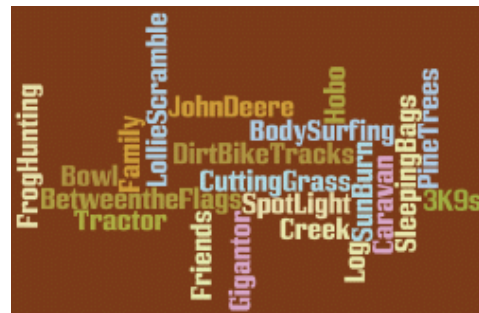 FrogHunting
LollieScramble
Family
JohnDeere
Hobo
BodySurfing
DirtBikeTracks
Bowl
CuttingGrass
BetweentheFlags
SpotLight
Tractor
Creek
Friends
Gigantor
Log
SunBurn
Caravan
SleepingBags
PineTrees
3K9s